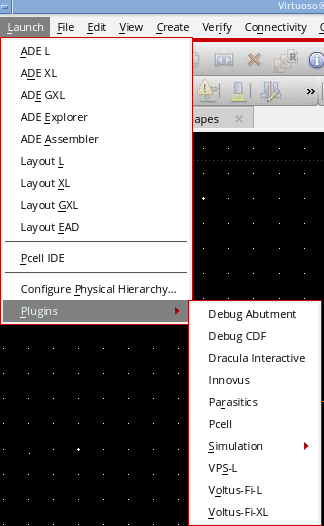 Virtuoso®
Launch File Edit View Create Verify Connectivity
ADE L
ADE XL
ADE GXL
ADE Explorer
ADE Assembler
Layout L
Layout XL
Layout GXL
Layout EAD
Pcell IDE
Configure Physical Hierarchy...
Plugins
»
apes
Debug Abutment
Debug CDF
Dracula Interactive
Innovus
Parasitics
Pcell
Simulation
VPS-L
Voltus-Fi-L
Voltus-Fi-XL